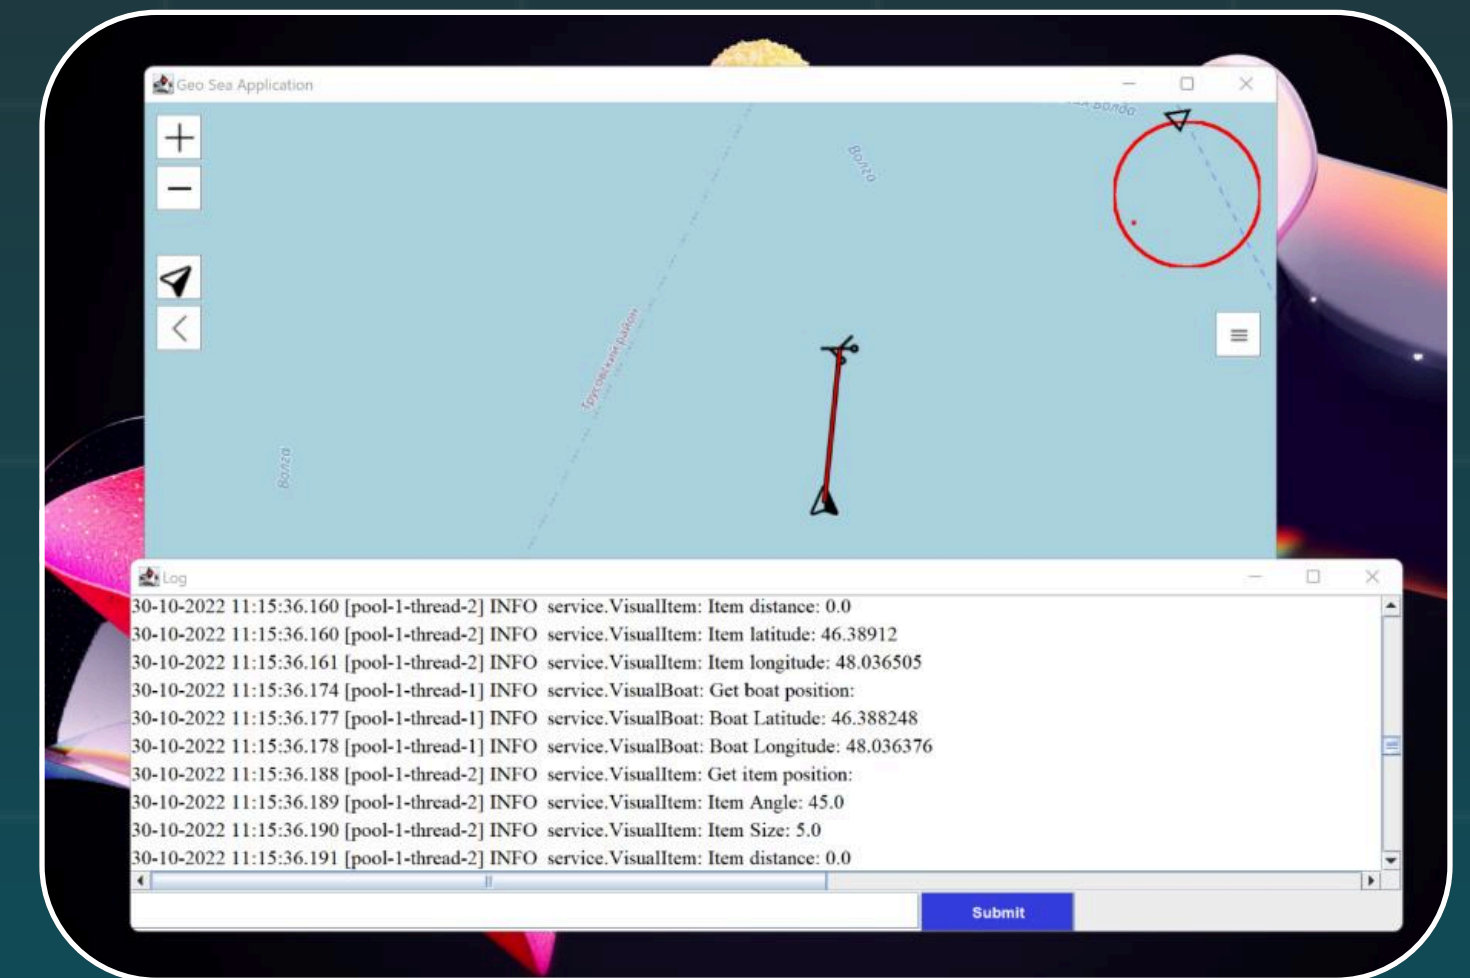 Geo Sea Application
Волга
Трусовский район
Волга
Log
30-10-2022 11:15:36.160 [pool-1-thread-2] INFO  service.VisualItem: Item distance: 0.0
30-10-2022 11:15:36.160 [pool-1-thread-2] INFO  service.VisualItem: Item latitude: 46.38912
30-10-2022 11:15:36.161 [pool-1-thread-2] INFO  service.VisualItem: Item longitude: 48.036505
30-10-2022 11:15:36.174 [pool-1-thread-1] INFO  service.VisualBoat: Get boat position:
30-10-2022 11:15:36.177 [pool-1-thread-1] INFO  service.VisualBoat: Boat Latitude: 46.388248
30-10-2022 11:15:36.178 [pool-1-thread-1] INFO  service.VisualBoat: Boat Longitude: 48.036376
30-10-2022 11:15:36.188 [pool-1-thread-2] INFO  service.VisualItem: Get item position:
30-10-2022 11:15:36.189 [pool-1-thread-2] INFO  service.VisualItem: Item Angle: 45.0
30-10-2022 11:15:36.190 [pool-1-thread-2] INFO  service.VisualItem: Item Size: 5.0
30-10-2022 11:15:36.191 [pool-1-thread-2] INFO  service.VisualItem: Item distance: 0.0
Submit